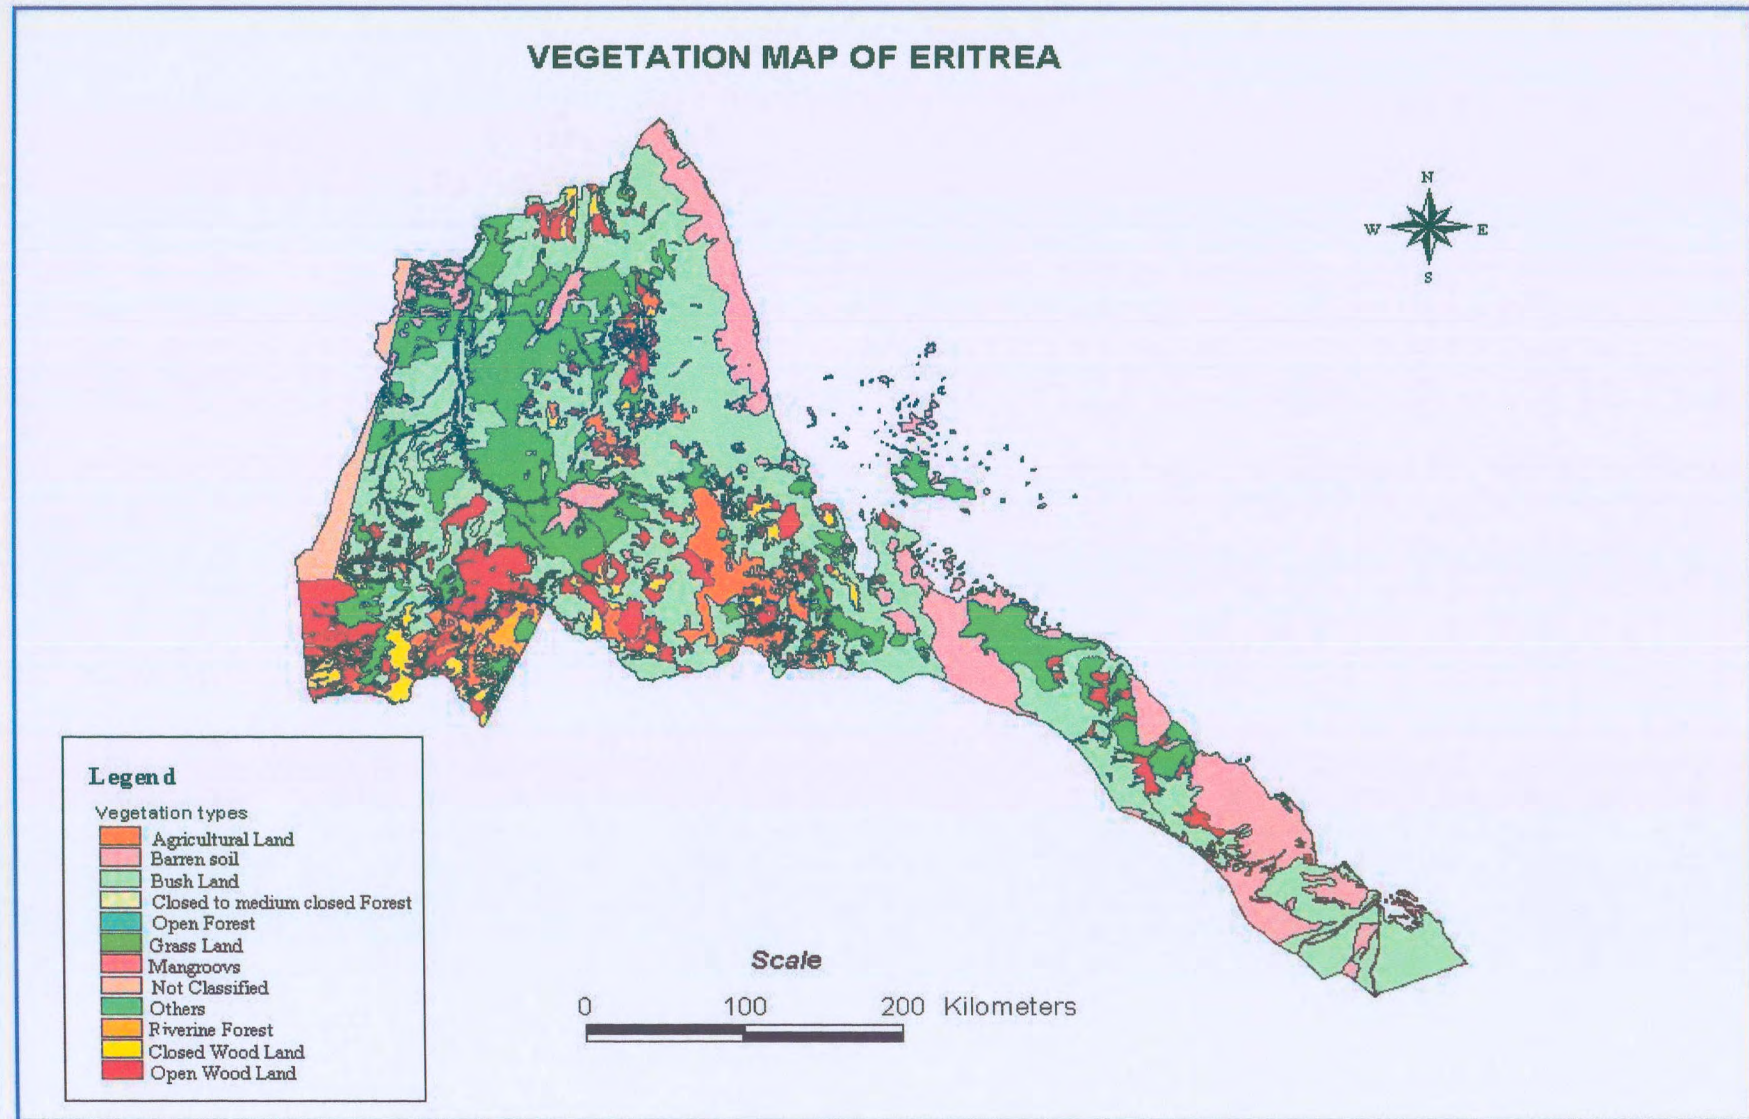 VEGETATION MAP OF ERITREA
N
W E
S
Legend
Vegetation types
Agricultural Land
Barren soil
Bush Land
Closed to medium closed Forest
Open Forest
Grass Land
Mangroovs
Not Classified
Others
Riverine Forest
Closed Wood Land
Open Wood Land
Scale
0 100 200 Kilometers